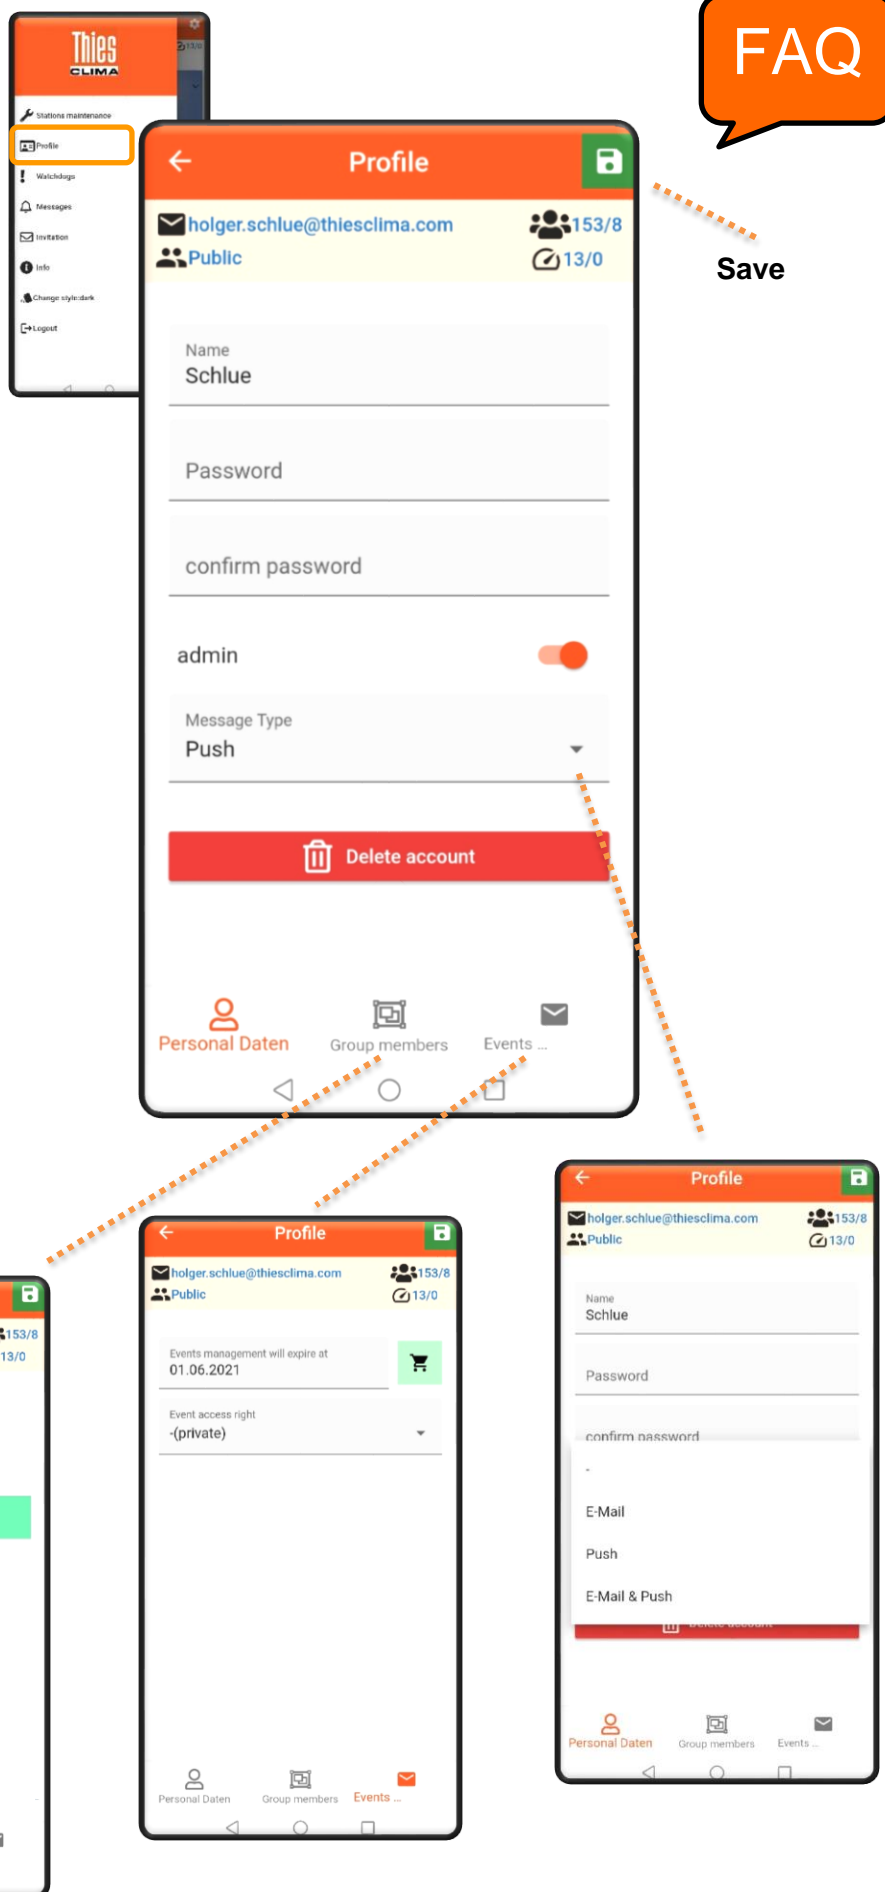 FAQ
Thies
CLIMA
13/0
Stations maintenance
Profile
Watchdogs
Messages
Invitation
Info
Change style:dark
Logout
Profile
holger.schlue@thiesclima.com 153/8
Public 13/0
Save
Name
Schlue
Password
confirm password
admin
Message Type
Push
Delete account
Personal Daten Group members Events ...
153/8
13/0
Profile
holger.schlue@thiesclima.com 153/8
Public 13/0
Events management will expire at
01.06.2021
Event access right
-(private)
Personal Daten Group members Events ...
Profile
holger.schlue@thiesclima.com 153/8
Public 13/0
Name
Schlue
Password
confirm password
-
E-Mail
Push
E-Mail & Push
Delete account
Personal Daten Group members Events ...